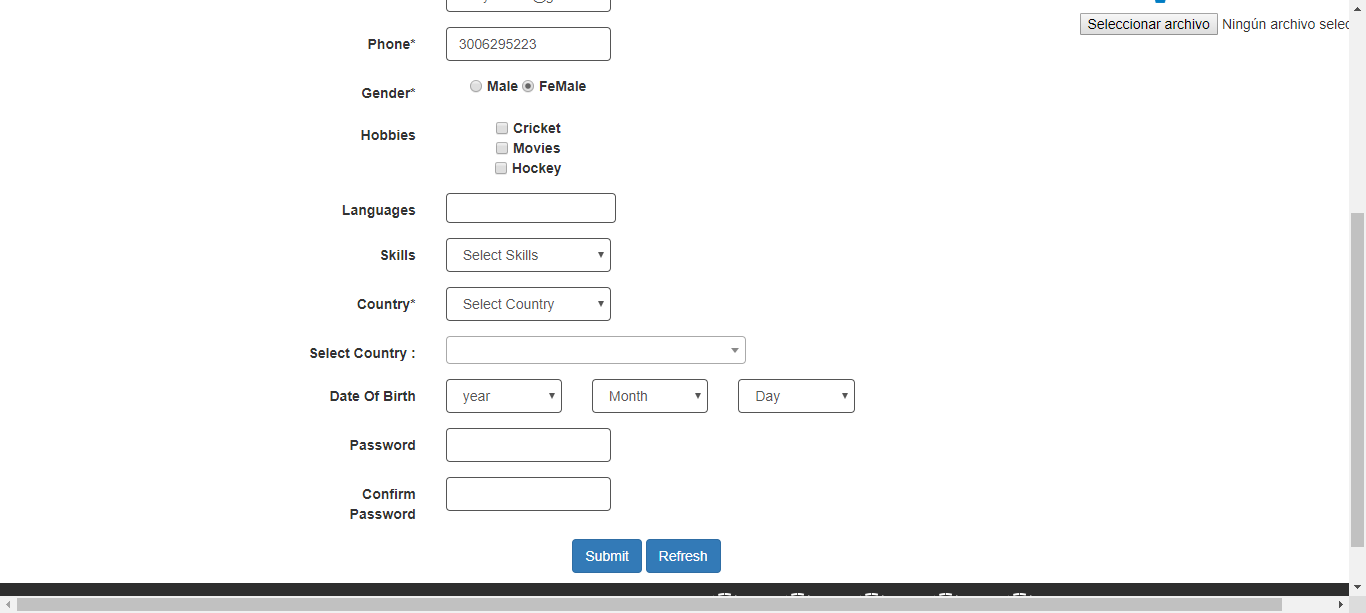 Seleccionar archivo Ningún archivo selec
Phone* 3006295223
Gender* Male FeMale
Hobbies Cricket
Movies
Hockey
Languages
Skills Select Skills
Country* Select Country
Select Country :
Date Of Birth year Month Day
Password
Confirm
Password
Submit Refresh